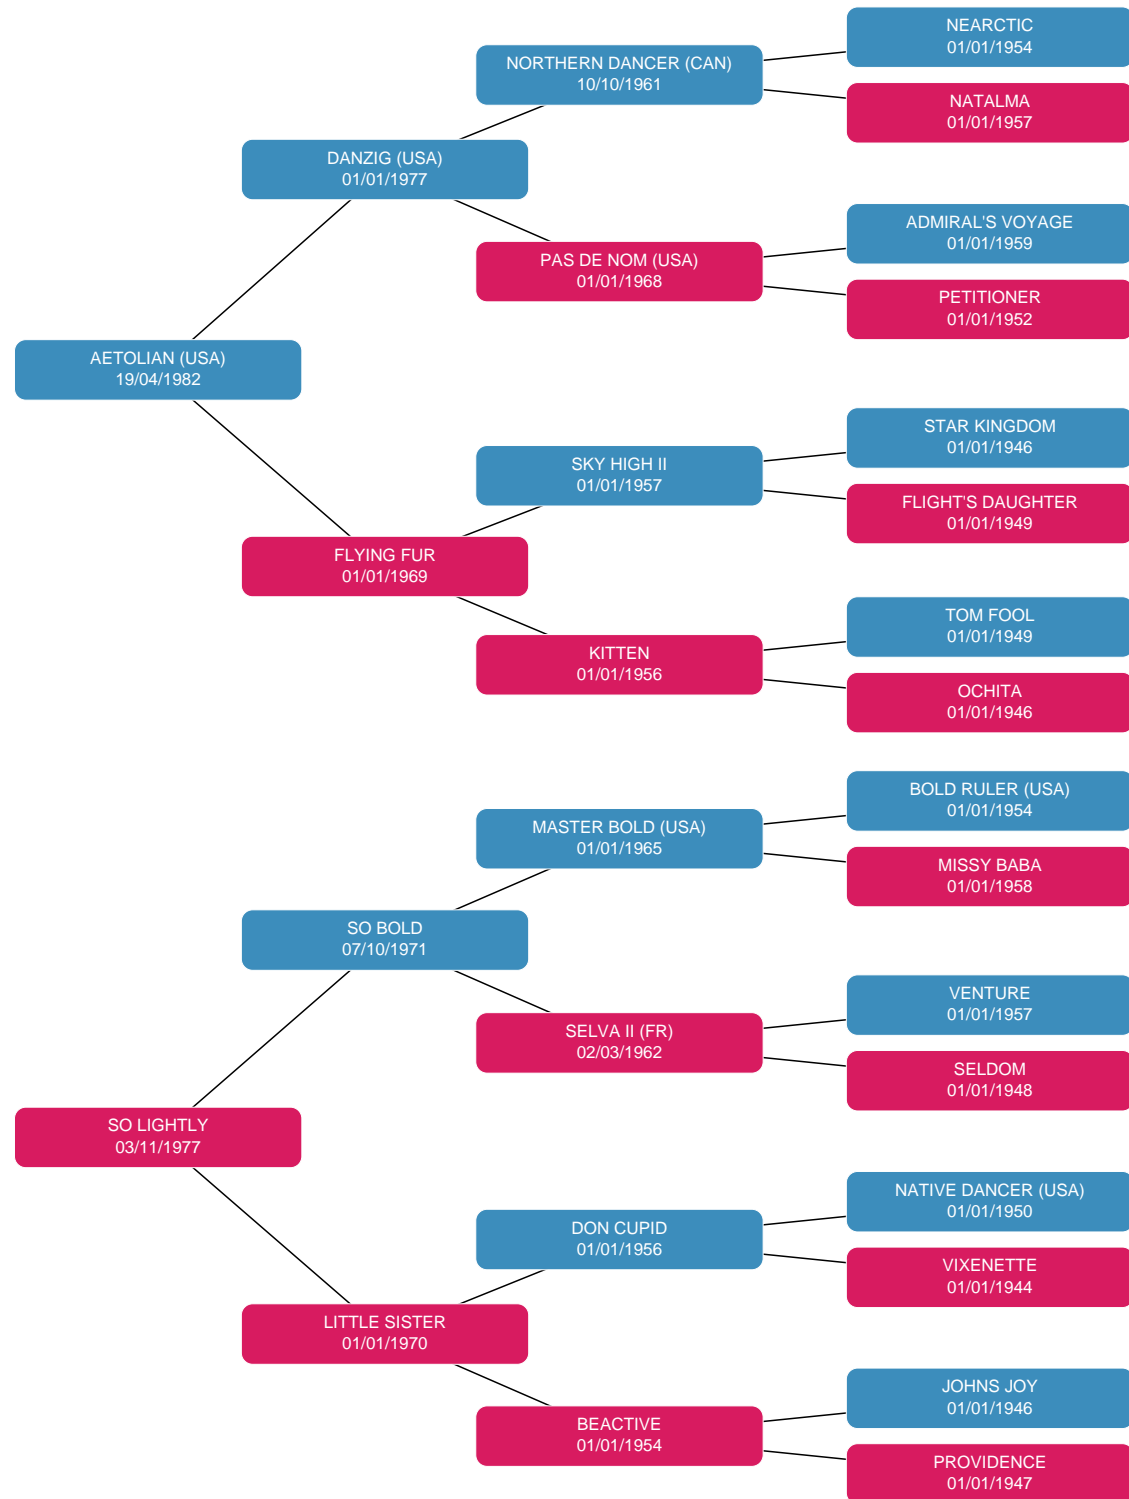 NEARCTIC
01/01/1954
NORTHERN DANCER (CAN)
10/10/1961
NATALMA
01/01/1957
DANZIG (USA)
01/01/1977
ADMIRAL'S VOYAGE
01/01/1959
PAS DE NOM (USA)
01/01/1968
PETITIONER
01/01/1952
AETOLIAN (USA)
19/04/1982
STAR KINGDOM
01/01/1946
SKY HIGH II
01/01/1957
FLIGHT'S DAUGHTER
01/01/1949
FLYING FUR
01/01/1969
TOM FOOL
01/01/1949
KITTEN
01/01/1956
OCHITA
01/01/1946
BOLD RULER (USA)
01/01/1954
MASTER BOLD (USA)
01/01/1965
MISSY BABA
01/01/1958
SO BOLD
07/10/1971
VENTURE
01/01/1957
SELVA II (FR)
02/03/1962
SELDOM
01/01/1948
SO LIGHTLY
03/11/1977
NATIVE DANCER (USA)
01/01/1950
DON CUPID
01/01/1956
VIXENETTE
01/01/1944
LITTLE SISTER
01/01/1970
JOHNS JOY
01/01/1946
BEACTIVE
01/01/1954
PROVIDENCE
01/01/1947